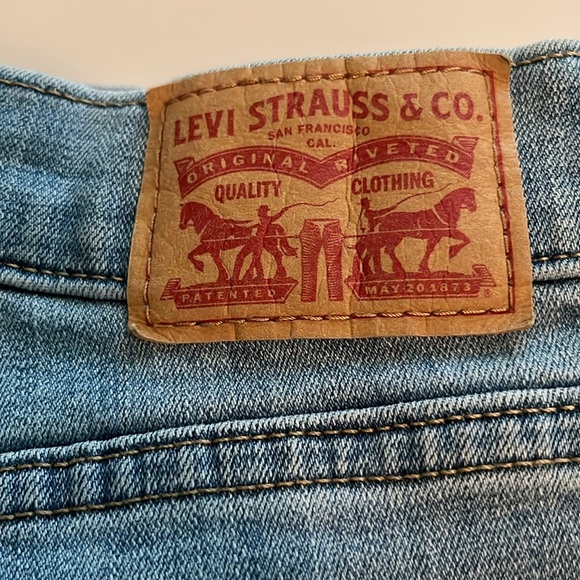 LEVI STRAUSS & CO.
SAN FRANCISCO
CAL.
ORIGINAL RIVETED
QUALITY CLOTHING
PATENTED MAY 20 1873
®